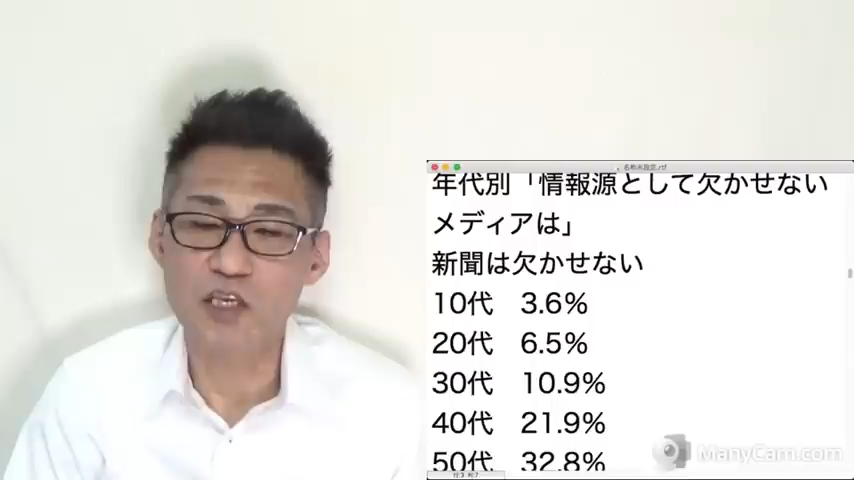 年代別「情報源として欠かせない
メディアは」
新聞は欠かせない
10代　3.6%
20代　6.5%
30代　10.9%
40代　21.9%
50代　32.8%
ManyCam.com